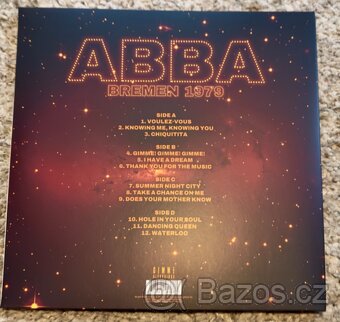 ABBA
BREMEN 1979
SIDE A
1. VOULEZ-VOUS
2. KNOWING ME, KNOWING YOU
3. CHIQUITITA
SIDE B
4. GIMME! GIMME! GIMME!
5. I HAVE A DREAM
6. THANK YOU FOR THE MUSIC
SIDE C
7. SUMMER NIGHT CITY
8. TAKE A CHANCE ON ME
9. DOES YOUR MOTHER KNOW
SIDE D
10. HOLE IN YOUR SOUL
11. DANCING QUEEN
12. WATERLOO
GIMME
Bazos.cz